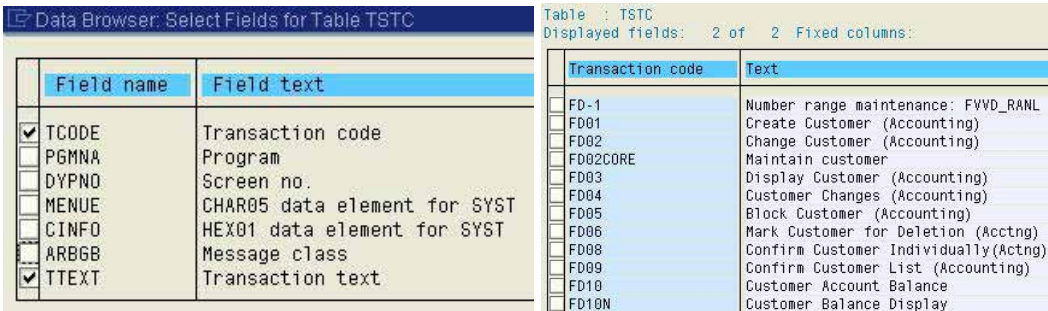 Data Browser: Select Fields for Table TSTC
Field name Field text
TCODE Transaction code
PGMNA Program
DYPNO Screen no.
MENUE CHAR05 data element for SYST
CINFO HEX01 data element for SYST
ARBGB Message class
TTEXT Transaction text
Table : TSTC
Displayed fields: 2 of 2 Fixed columns:
Transaction code Text
FD-1 Number range maintenance: FVVD_RANL
FD01 Create Customer (Accounting)
FD02 Change Customer (Accounting)
FD02CORE Maintain customer
FD03 Display Customer (Accounting)
FD04 Customer Changes (Accounting)
FD05 Block Customer (Accounting)
FD06 Mark Customer for Deletion (Acctng)
FD08 Confirm Customer Individually(Actng)
FD09 Confirm Customer List (Accounting)
FD10 Customer Account Balance
FD10N Customer Balance Display